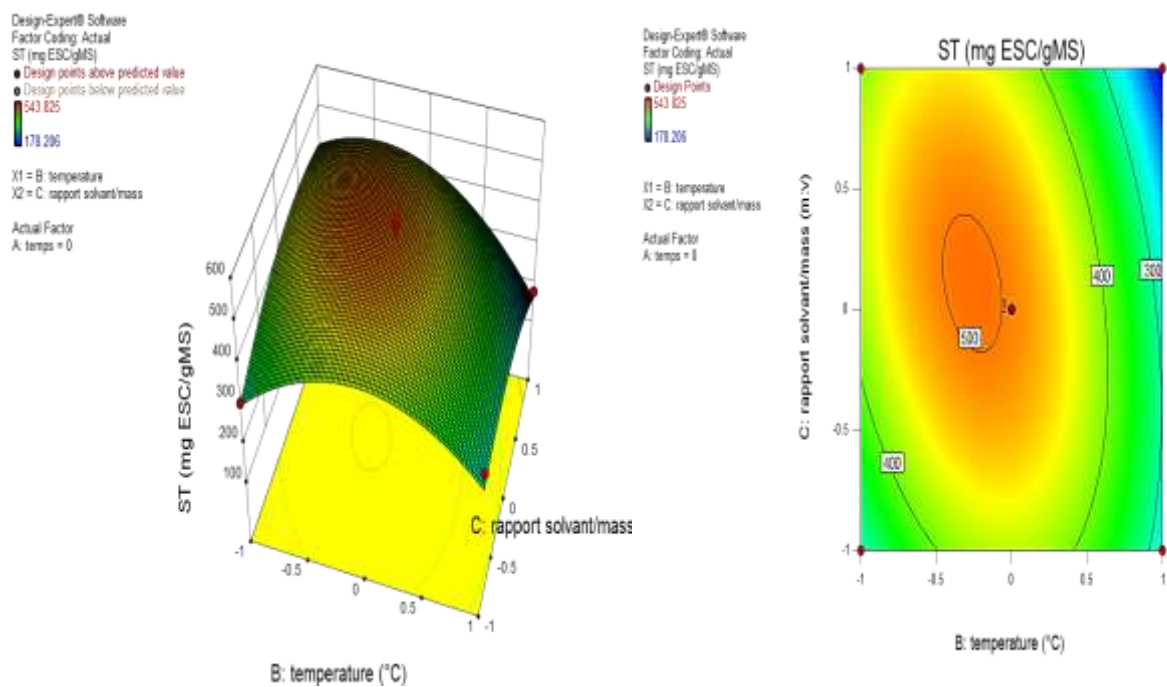 Design-Expert® Software
Factor Coding: Actual
ST (mg ESC/gMS)
Design points above predicted value
Design points below predicted value
543.825
178.206
X1 = B: temperature
X2 = C: rapport solvant/mass
Actual Factor
A: temps = 0
600
500
400
300
200
100
ST (mg ESC/gMS)
-1
-0.5
0
0.5
1
-1
-0.5
0
0.5
1
C: rapport solvant/mass
B: temperature (°C)
Design-Expert® Software
Factor Coding: Actual
ST (mg ESC/gMS)
Design Points
543.825
178.206
X1 = B: temperature
X2 = C: rapport solvant/mass
Actual Factor
A: temps = 0
ST (mg ESC/gMS)
1
0.5
0
-0.5
-1
C: rapport solvant/mass (m:v)
400
300
500
400
-1
-0.5
0
0.5
1
B: temperature (°C)